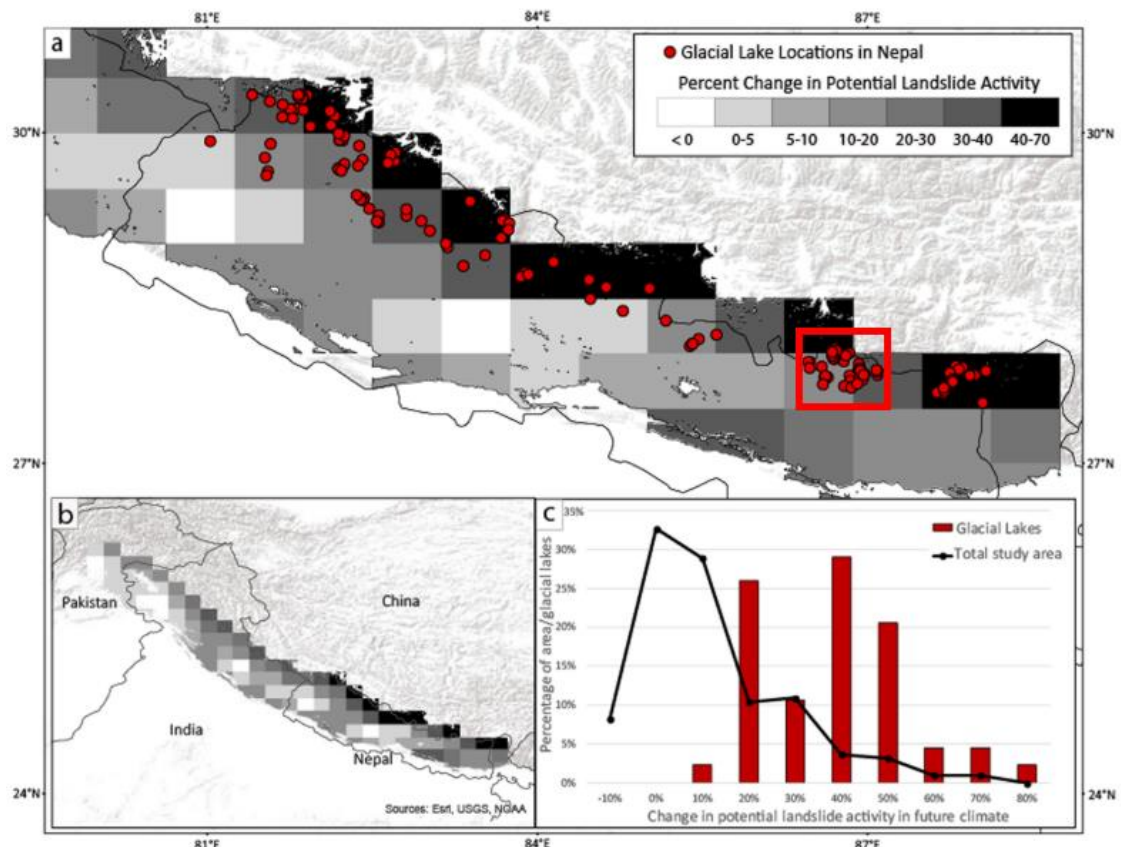 81°E 84°E 87°E
a
Glacial Lake Locations in Nepal
Percent Change in Potential Landslide Activity
< 0 0-5 5-10 10-20 20-30 30-40 40-70
30°N 30°N
27°N 27°N
b
Pakistan
China
India
Nepal
Sources: Esri, USGS, NOAA
c
Percentage of area/glacial lakes
35%
30%
25%
20%
15%
10%
5%
0%
Glacial Lakes
Total study area
-10% 0% 10% 20% 30% 40% 50% 60% 70% 80%
Change in potential landslide activity in future climate
24°N 24°N
81°E 84°E 87°E